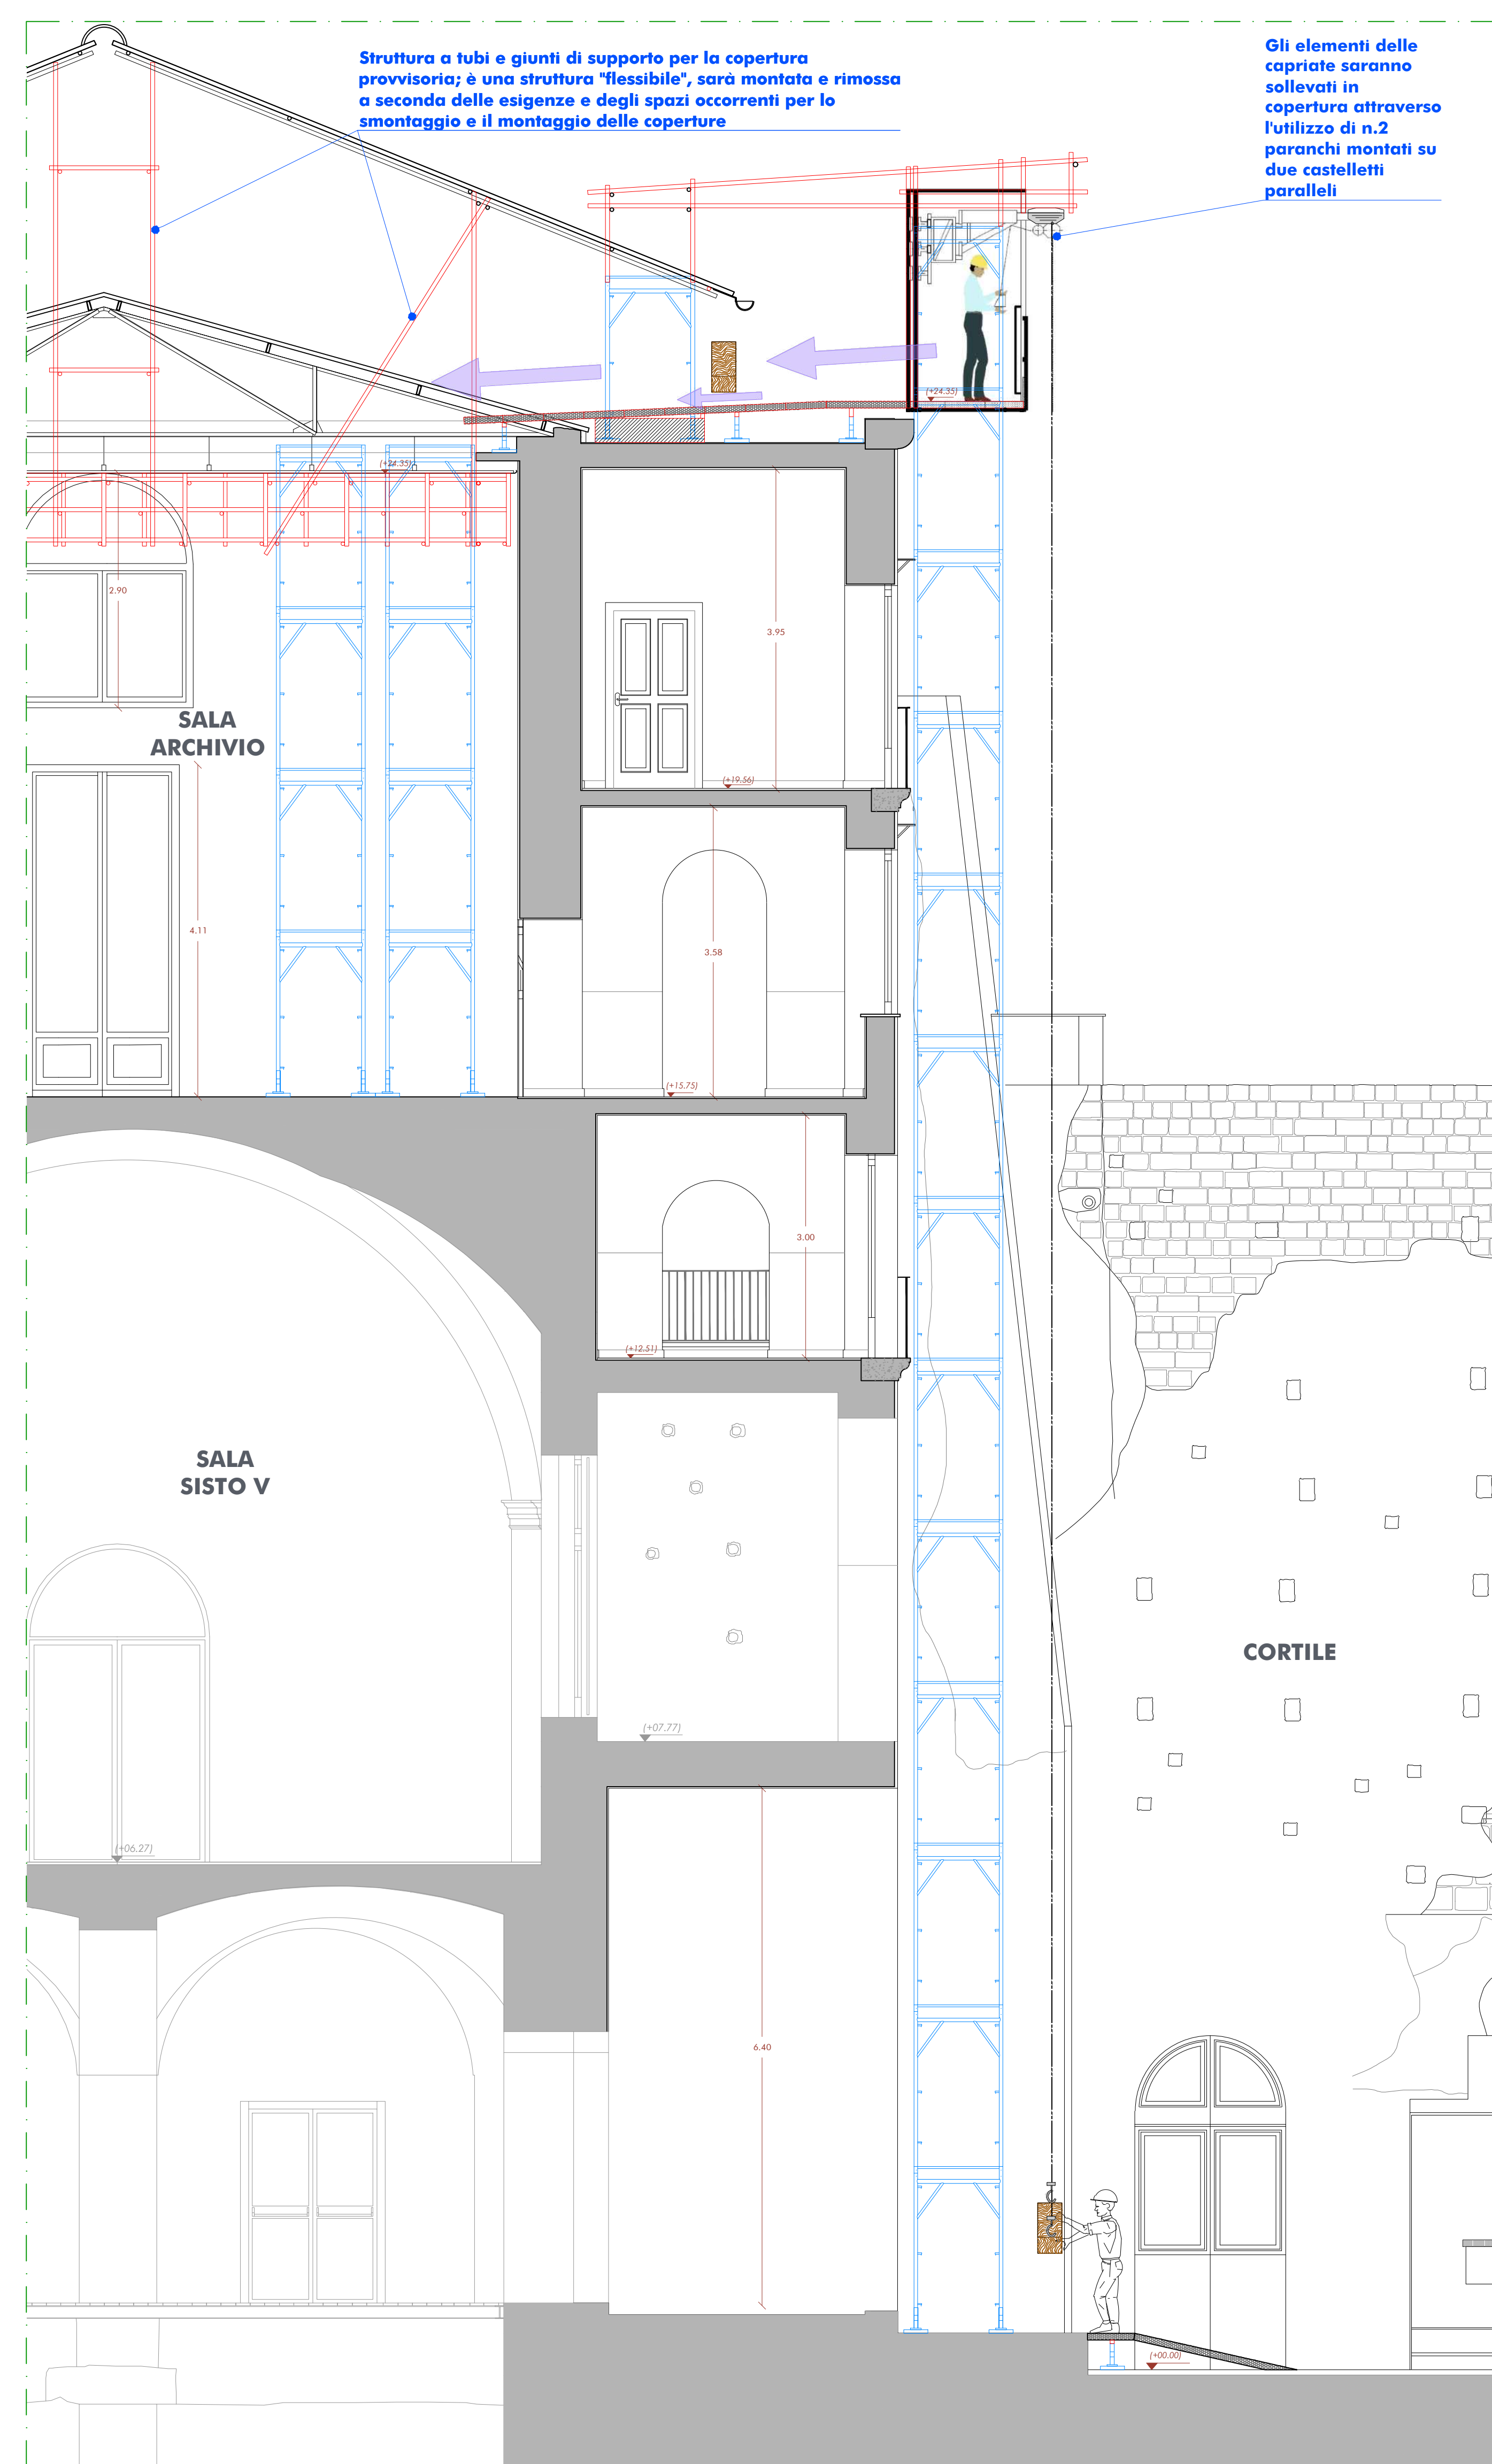 Struttura a tubi e giunti di supporto per la copertura
provvisoria; è una struttura "flessibile", sarà montata e rimossa
a seconda delle esigenze e degli spazi occorrenti per lo
smontaggio e il montaggio delle coperture
Gli elementi delle
capriate saranno
sollevati in
copertura attraverso
l'utilizzo di n.2
paranchi montati su
due castelletti
paralleli
(+24.35)
(+24.35)
2.90
3.95
SALA
ARCHIVIO
(+19.56)
4.11
3.58
(+15.75)
3.00
(+12.51)
SALA
SISTO V
CORTILE
(+07.77)
(+06.27)
6.40
(+00.00)